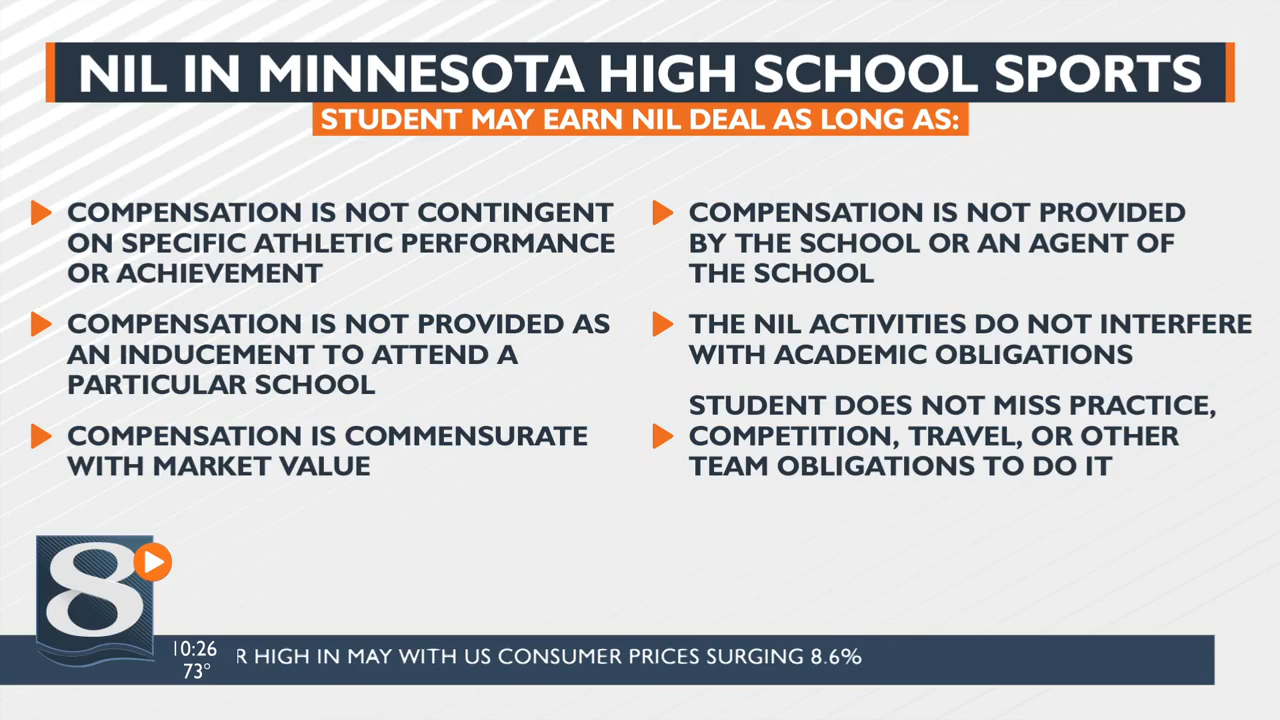 NIL IN MINNESOTA HIGH SCHOOL SPORTS
STUDENT MAY EARN NIL DEAL AS LONG AS:
COMPENSATION IS NOT CONTINGENT
ON SPECIFIC ATHLETIC PERFORMANCE
OR ACHIEVEMENT
COMPENSATION IS NOT PROVIDED AS
AN INDUCEMENT TO ATTEND A
PARTICULAR SCHOOL
COMPENSATION IS COMMENSURATE
WITH MARKET VALUE
COMPENSATION IS NOT PROVIDED
BY THE SCHOOL OR AN AGENT OF
THE SCHOOL
THE NIL ACTIVITIES DO NOT INTERFERE
WITH ACADEMIC OBLIGATIONS
STUDENT DOES NOT MISS PRACTICE,
COMPETITION, TRAVEL, OR OTHER
TEAM OBLIGATIONS TO DO IT
8
10:26
73°
R HIGH IN MAY WITH US CONSUMER PRICES SURGING 8.6%